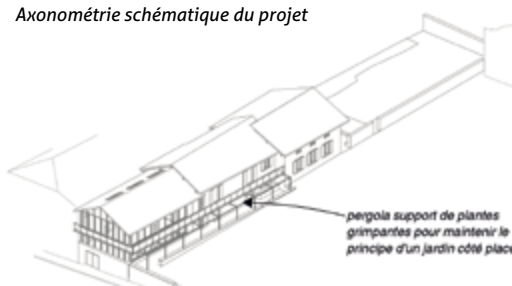 Axonométrie schématique du projet
pergola support de plantes
grimpantes pour maintenir le
principe d'un jardin côté place